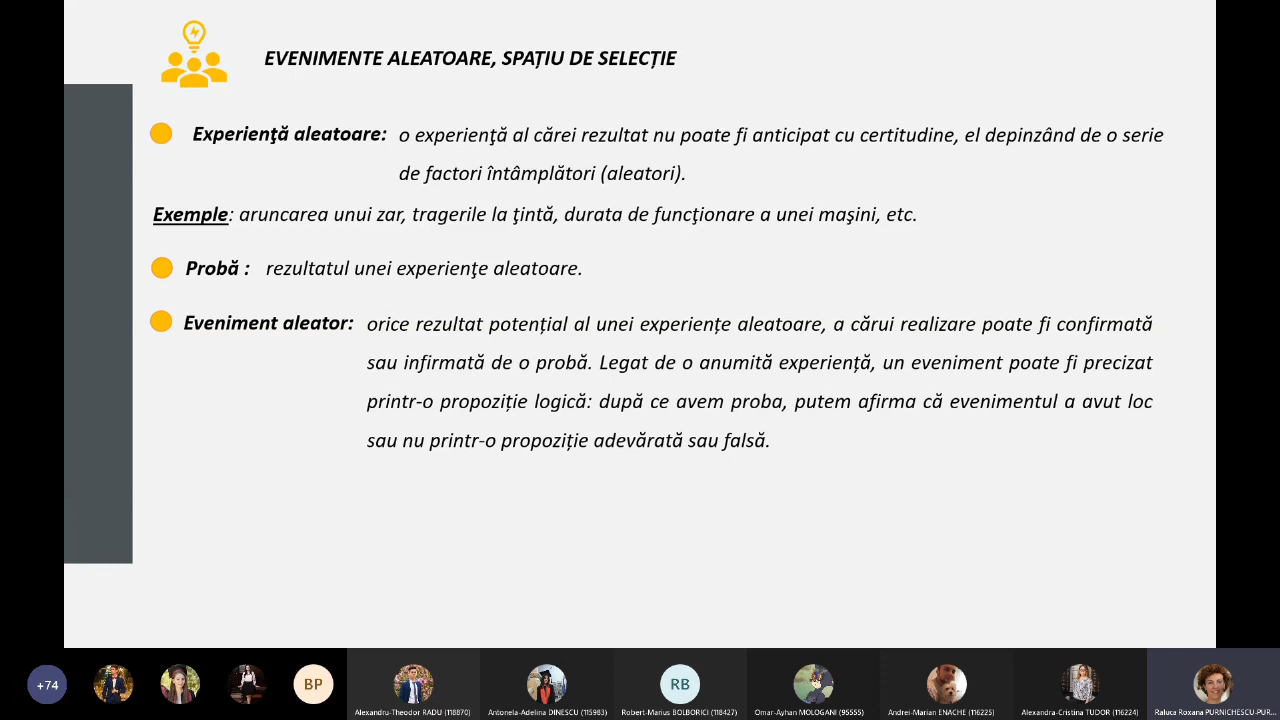 EVENIMENTE ALEATOARE, SPAȚIU DE SELECȚIE
Experienţă aleatoare: o experienţă al cărei rezultat nu poate fi anticipat cu certitudine, el depinzând de o serie
de factori întâmplători (aleatori).
Exemple: aruncarea unui zar, tragerile la ţintă, durata de funcţionare a unei maşini, etc.
Probă : rezultatul unei experienţe aleatoare.
Eveniment aleator: orice rezultat potențial al unei experiențe aleatoare, a cărui realizare poate fi confirmată
sau infirmată de o probă. Legat de o anumită experiență, un eveniment poate fi precizat
printr-o propoziție logică: după ce avem proba, putem afirma că evenimentul a avut loc
sau nu printr-o propoziție adevărată sau falsă.
+74
BP
RB
Alexandru-Theodor RADU (118870)
Antonela-Adelina DINESCU (115983)
Robert-Marius BOLBORICI (118427)
Omar-Ayhan MOLOGANI (95555)
Andrei-Marian ENACHE (116225)
Alexandra-Cristina TUDOR (116224)
Raluca Roxana PURNICHESCU-PUR...